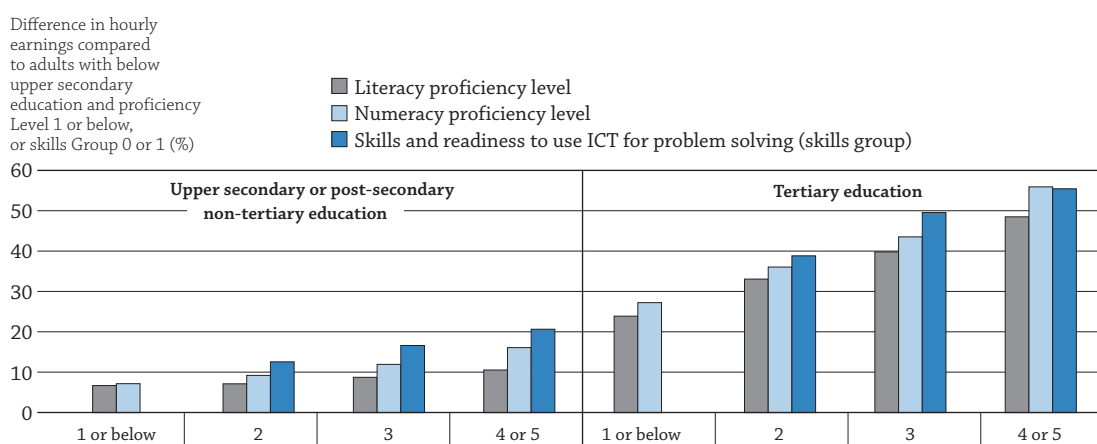 Difference in hourly
earnings compared
to adults with below
upper secondary
education and proficiency
Level 1 or below,
or skills Group 0 or 1 (%)
Literacy proficiency level
Numeracy proficiency level
Skills and readiness to use ICT for problem solving (skills group)
60
50
40
30
20
10
0
Upper secondary or post-secondary
non-tertiary education
Tertiary education
1 or below 2 3 4 or 5 1 or below 2 3 4 or 5